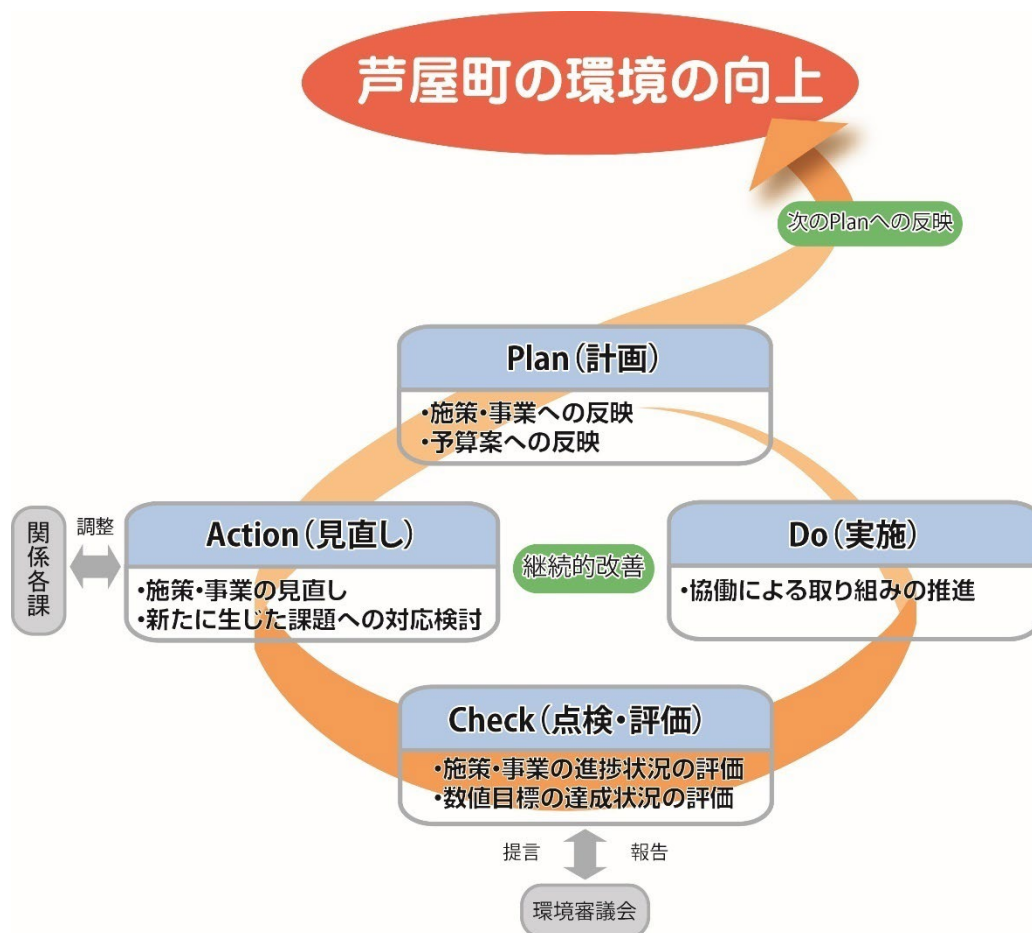 芦屋町の環境の向上
次のPlanへの反映
Plan(計画)
・施策・事業への反映
・予算案への反映
関係各課
調整
Action(見直し)
・施策・事業の見直し
・新たに生じた課題への対応検討
継続的改善
Do(実施)
・協働による取り組みの推進
Check(点検・評価)
・施策・事業の進捗状況の評価
・数値目標の達成状況の評価
提言
報告
環境審議会